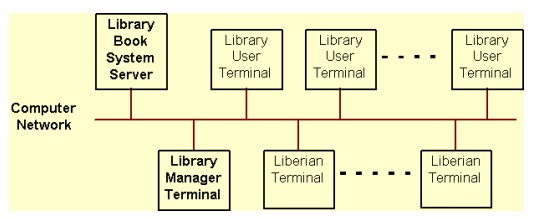 Library
Book
System
Server
Library
User
Terminal
Library
User
Terminal
Library
User
Terminal
Computer
Network
Library
Manager
Terminal
Liberian
Terminal
Liberian
Terminal